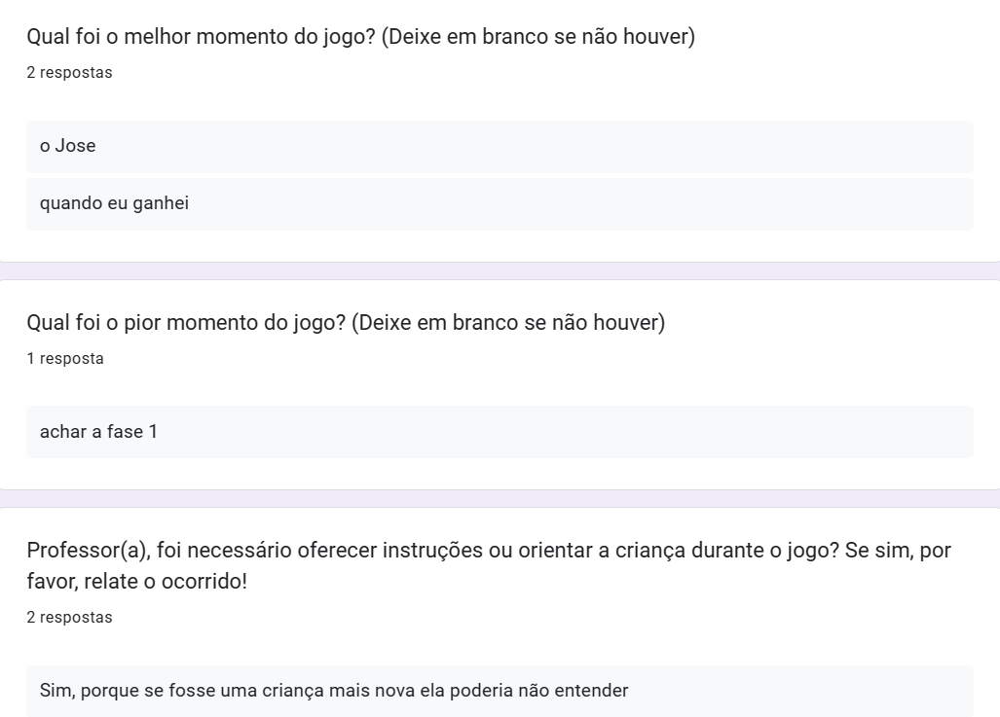 Qual foi o melhor momento do jogo? (Deixe em branco se não houver)
2 respostas
o Jose
quando eu ganhei
Qual foi o pior momento do jogo? (Deixe em branco se não houver)
1 resposta
achar a fase 1
Professor(a), foi necessário oferecer instruções ou orientar a criança durante o jogo? Se sim, por
favor, relate o ocorrido!
2 respostas
Sim, porque se fosse uma criança mais nova ela poderia não entender